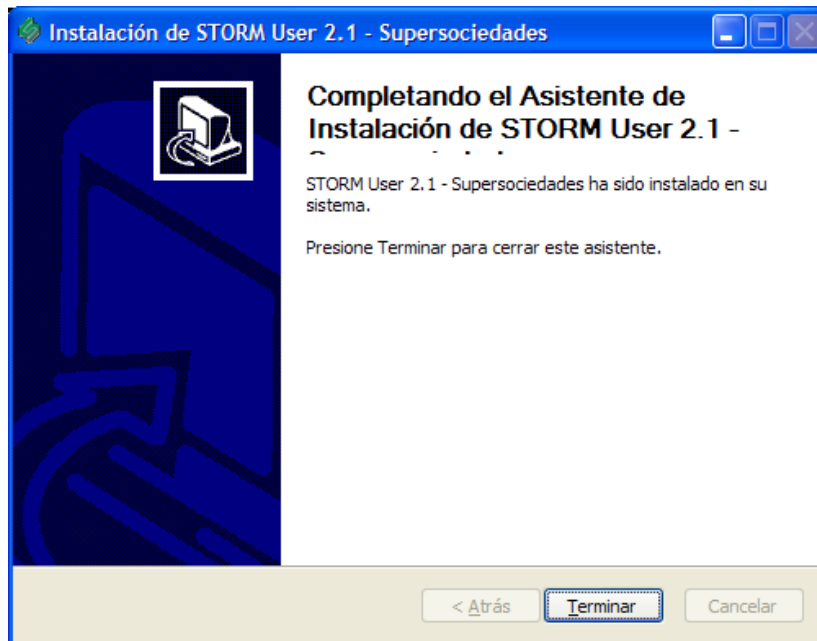 Instalación de STORM User 2.1 - Supersociedades
Completando el Asistente de
Instalación de STORM User 2.1 -
STORM User 2.1 - Supersociedades ha sido instalado en su
sistema.
Presione Terminar para cerrar este asistente.
< Atrás
Terminar
Cancelar